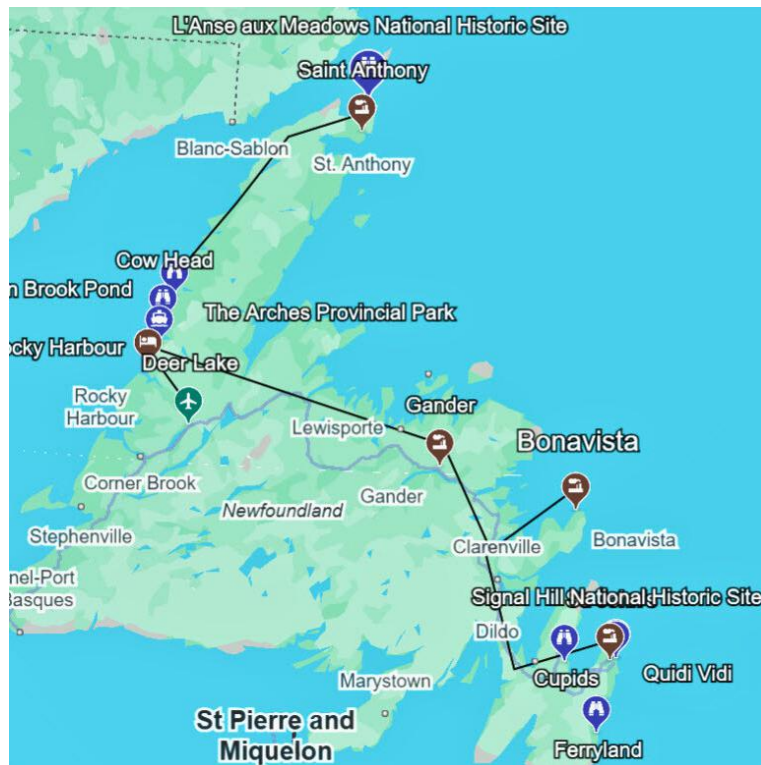 L'Anse aux Meadows National Historic Site
Saint Anthony
Blanc-Sablon
St. Anthony
Cow Head
Brook Pond
The Arches Provincial Park
Rocky Harbour
Deer Lake
Rocky
Harbour
Gander
Lewisporte
Bonavista
Corner Brook
Gander
Newfoundland
Stephenville
Clarenville
Bonavista
nel-Port
Basques
Signal Hill National Historic Site
Dildo
Cupids
Quidi Vidi
Marystown
St Pierre and
Miquelon
Ferryland